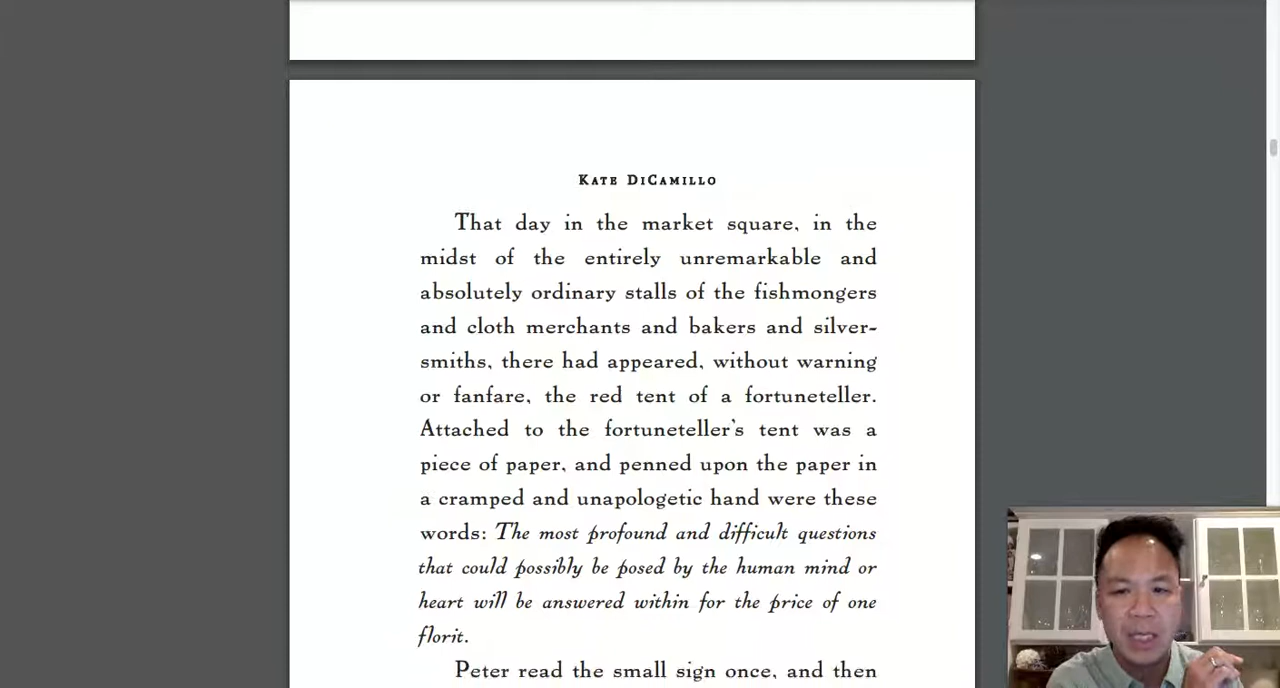 KATE DICAMILLO
That day in the market square, in the
midst of the entirely unremarkable and
absolutely ordinary stalls of the fishmongers
and cloth merchants and bakers and silver-
smiths, there had appeared, without warning
or fanfare, the red tent of a fortuneteller.
Attached to the fortuneteller's tent was a
piece of paper, and penned upon the paper in
a cramped and unapologetic hand were these
words: The most profound and difficult questions
that could possibly be posed by the human mind or
heart will be answered within for the price of one
florit.
Peter read the small sign once, and then